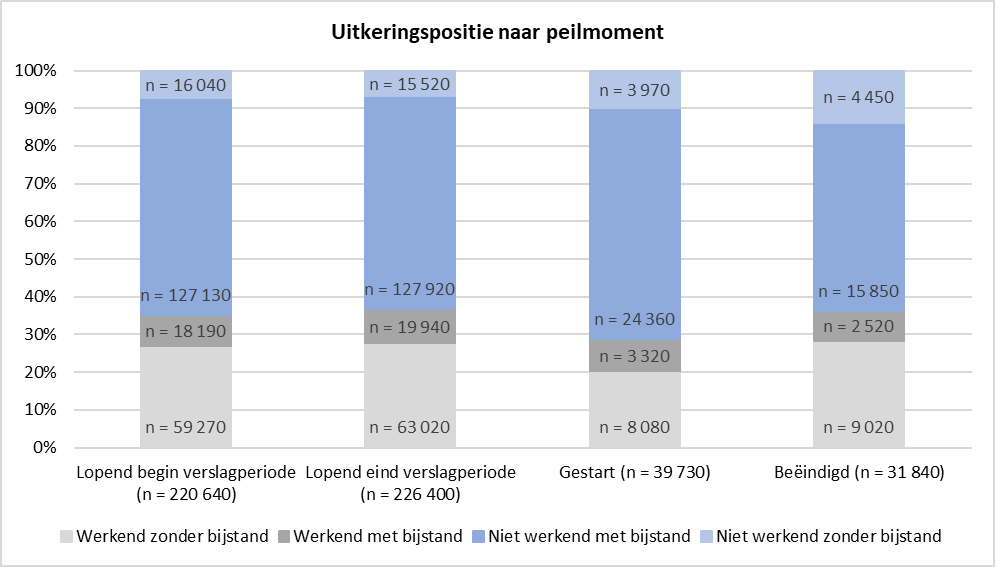 Uitkeringspositie naar peilmoment
100%
90%
80%
70%
60%
50%
40%
30%
20%
10%
0%
n = 16 040
n = 15 520
n = 3 970
n = 4 450
n = 127 130
n = 127 920
n = 24 360
n = 15 850
n = 18 190
n = 19 940
n = 3 320
n = 2 520
n = 59 270
n = 63 020
n = 8 080
n = 9 020
Lopend begin verslagperiode
(n = 220 640)
Lopend eind verslagperiode
(n = 226 400)
Gestart (n = 39 730)
Beëindigd (n = 31 840)
Werkend zonder bijstand
Werkend met bijstand
Niet werkend met bijstand
Niet werkend zonder bijstand